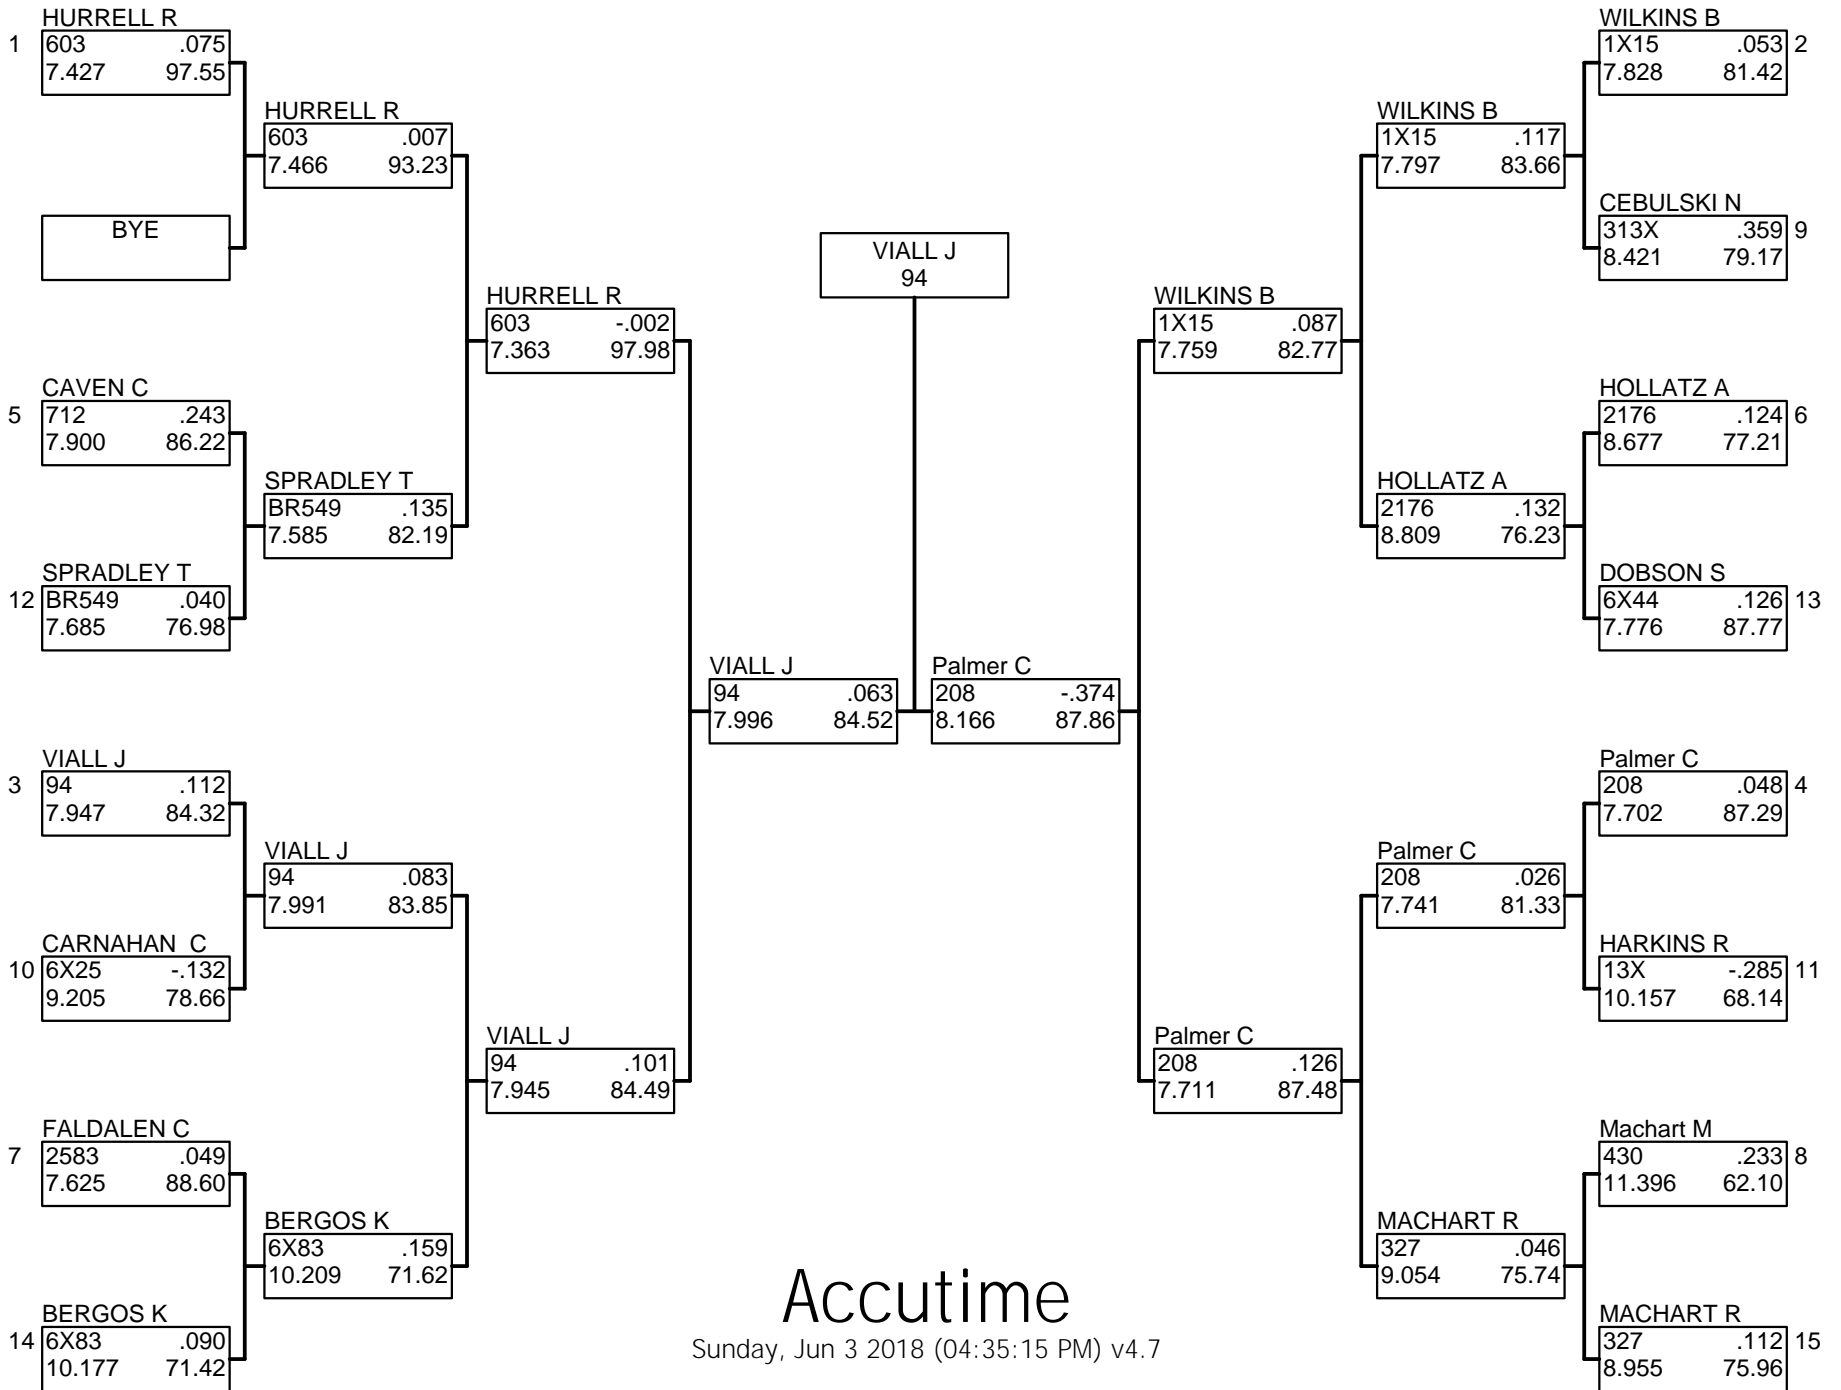 HURRELL R
1 603 .075
7.427 97.55
BYE
CAVEN C
5 712 .243
7.900 86.22
SPRADLEY T
12 BR549 .040
7.685 76.98
VIALL J
3 94 .112
7.947 84.32
CARNAHAN  C
10 6X25 -.132
9.205 78.66
FALDALEN C
7 2583 .049
7.625 88.60
BERGOS K
14 6X83 .090
10.177 71.42
HURRELL R
603 .007
7.466 93.23
SPRADLEY T
BR549 .135
7.585 82.19
VIALL J
94 .083
7.991 83.85
BERGOS K
6X83 .159
10.209 71.62
HURRELL R
603 -.002
7.363 97.98
VIALL J
94 .101
7.945 84.49
VIALL J
94 .063
7.996 84.52
VIALL J
94
Palmer C
208 -.374
8.166 87.86
WILKINS B
1X15 .087
7.759 82.77
Palmer C
208 .126
7.711 87.48
WILKINS B
1X15 .117
7.797 83.66
HOLLATZ A
2176 .132
8.809 76.23
Palmer C
208 .026
7.741 81.33
MACHART R
327 .046
9.054 75.74
WILKINS B
1X15 .053 2
7.828 81.42
CEBULSKI N
313X .359 9
8.421 79.17
HOLLATZ A
2176 .124 6
8.677 77.21
DOBSON S
6X44 .126 13
7.776 87.77
Palmer C
208 .048 4
7.702 87.29
HARKINS R
13X -.285 11
10.157 68.14
Machart M
430 .233 8
11.396 62.10
MACHART R
327 .112 15
8.955 75.96
Accutime
Sunday, Jun 3 2018 (04:35:15 PM) v4.7